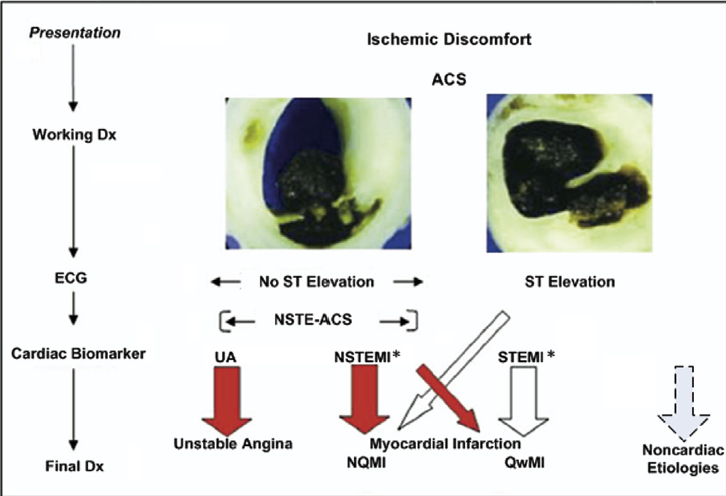 Presentation
Ischemic Discomfort
ACS
Working Dx
ECG
No ST Elevation
ST Elevation
NSTE-ACS
Cardiac Biomarker
UA
NSTEMI*
STEMI*
Unstable Angina
Myocardial Infarction
Noncardiac
Etiologies
Final Dx
NQMI
QwMI